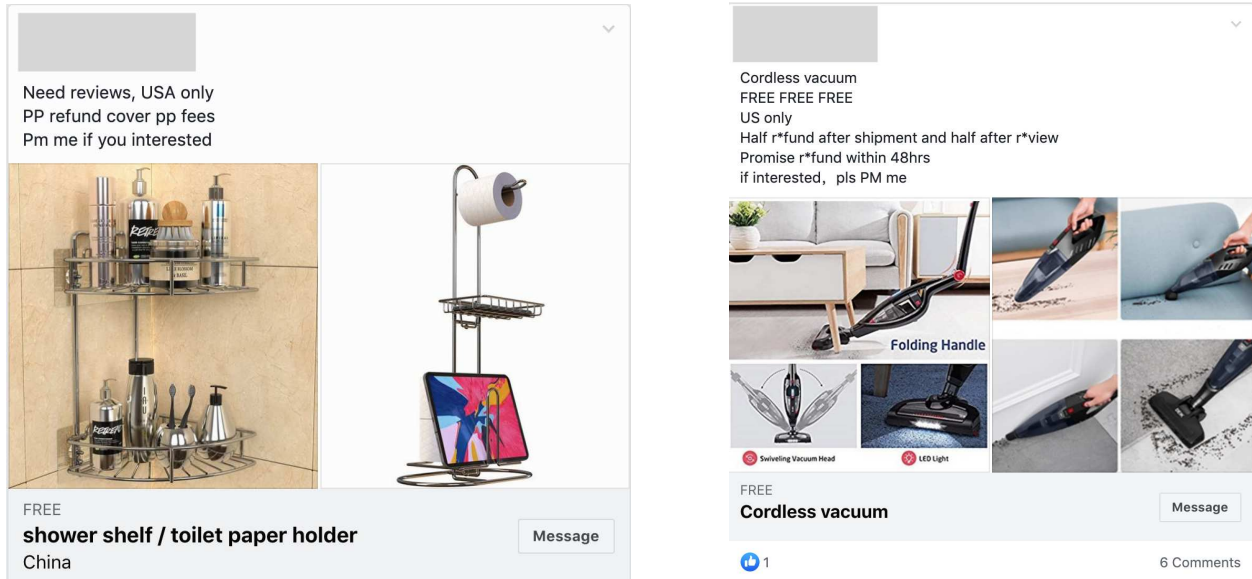 Need reviews, USA only
PP refund cover pp fees
Pm me if you interested
FREE
shower shelf / toilet paper holder
China
Message
Cordless vacuum
FREE FREE FREE
US only
Half r*fund after shipment and half after r*view
Promise r*fund within 48hrs
if interested，pls PM me
Folding Handle
Swiveling Vacuum Head
LED Light
FREE
Cordless vacuum
Message
1
6 Comments